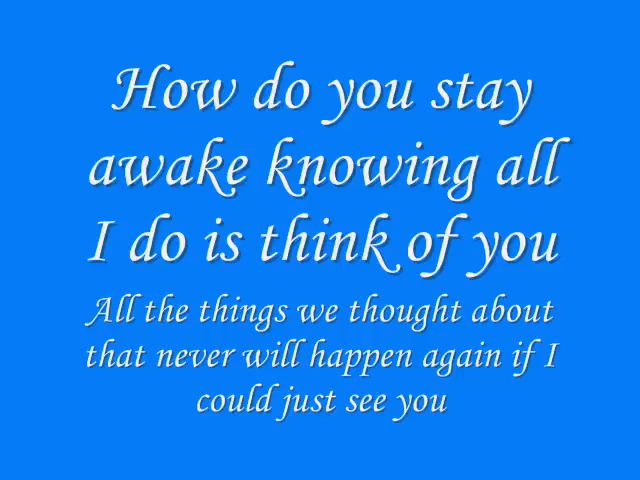 How do you stay
awake knowing all
I do is think of you
All the things we thought about
that never will happen again if I
could just see you